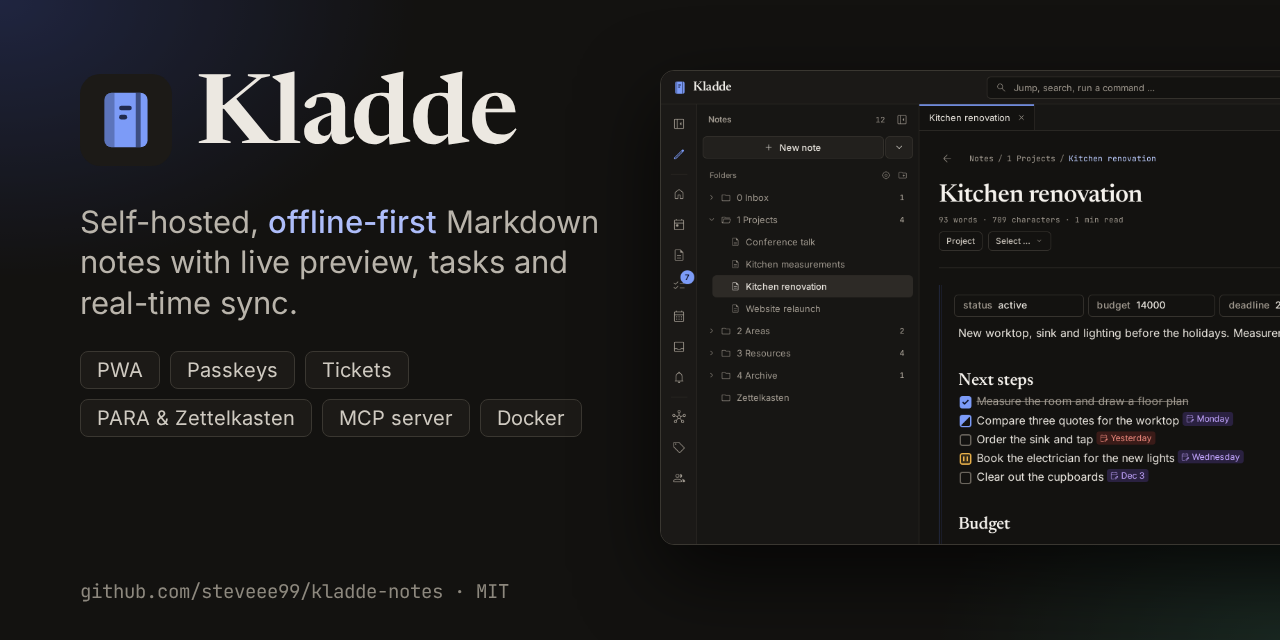 Kladde
Self-hosted, offline-first Markdown
notes with live preview, tasks and
real-time sync.
PWA
Passkeys
Tickets
PARA & Zettelkasten
MCP server
Docker
github.com/steveee99/kladde-notes · MIT
Kladde
Jump, search, run a command ...
Notes 12
+ New note
Folders
0 Inbox 1
1 Projects 4
Conference talk
Kitchen measurements
Kitchen renovation
Website relaunch
2 Areas 2
3 Resources 4
4 Archive 1
Zettelkasten
7
Kitchen renovation ×
Notes / 1 Projects / Kitchen renovation
Kitchen renovation
93 words · 709 characters · 1 min read
Project
Select ...
status active
budget 14000
deadline 2
New worktop, sink and lighting before the holidays. Measurem
Next steps
Measure the room and draw a floor plan
Compare three quotes for the worktop Monday
Order the sink and tap Yesterday
Book the electrician for the new lights Wednesday
Clear out the cupboards Dec 3
Budget